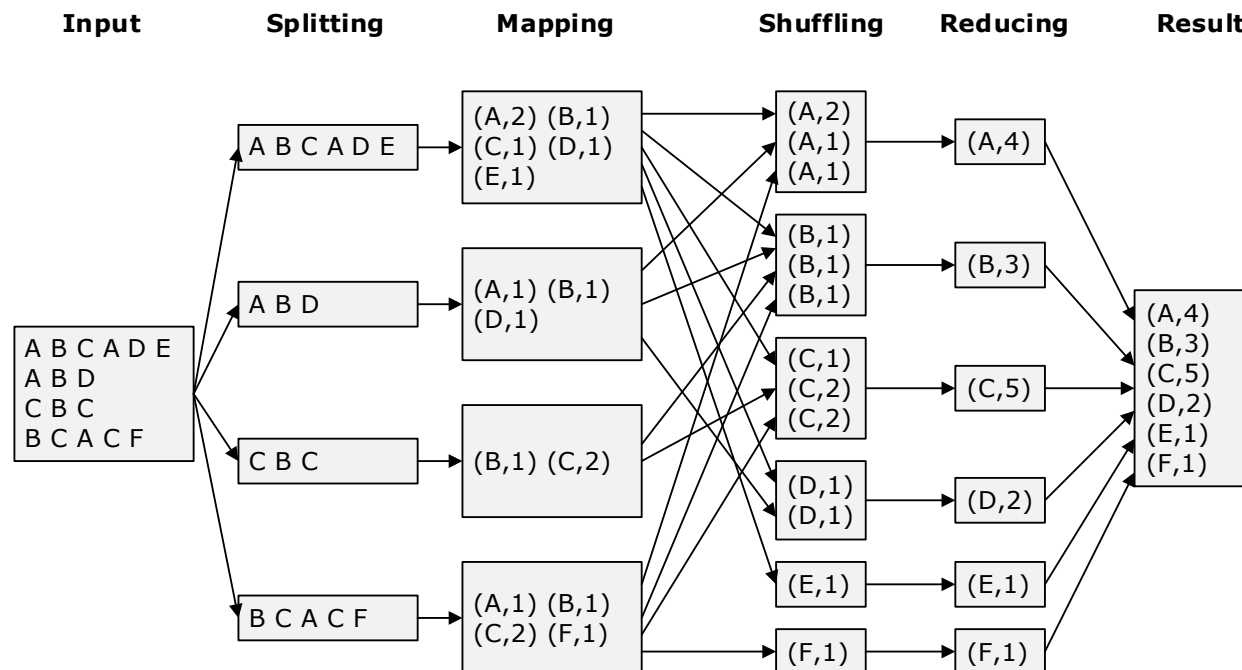 Input Splitting Mapping Shuffling Reducing Result
A B C A D E
A B D
C B C
B C A C F
A B C A D E
A B D
C B C
B C A C F
(A,2) (B,1)
(C,1) (D,1)
(E,1)
(A,1) (B,1)
(D,1)
(B,1) (C,2)
(A,1) (B,1)
(C,2) (F,1)
(A,2)
(A,1)
(A,1)
(B,1)
(B,1)
(B,1)
(C,1)
(C,2)
(C,2)
(D,1)
(D,1)
(E,1)
(F,1)
(A,4)
(B,3)
(C,5)
(D,2)
(E,1)
(F,1)
(A,4)
(B,3)
(C,5)
(D,2)
(E,1)
(F,1)